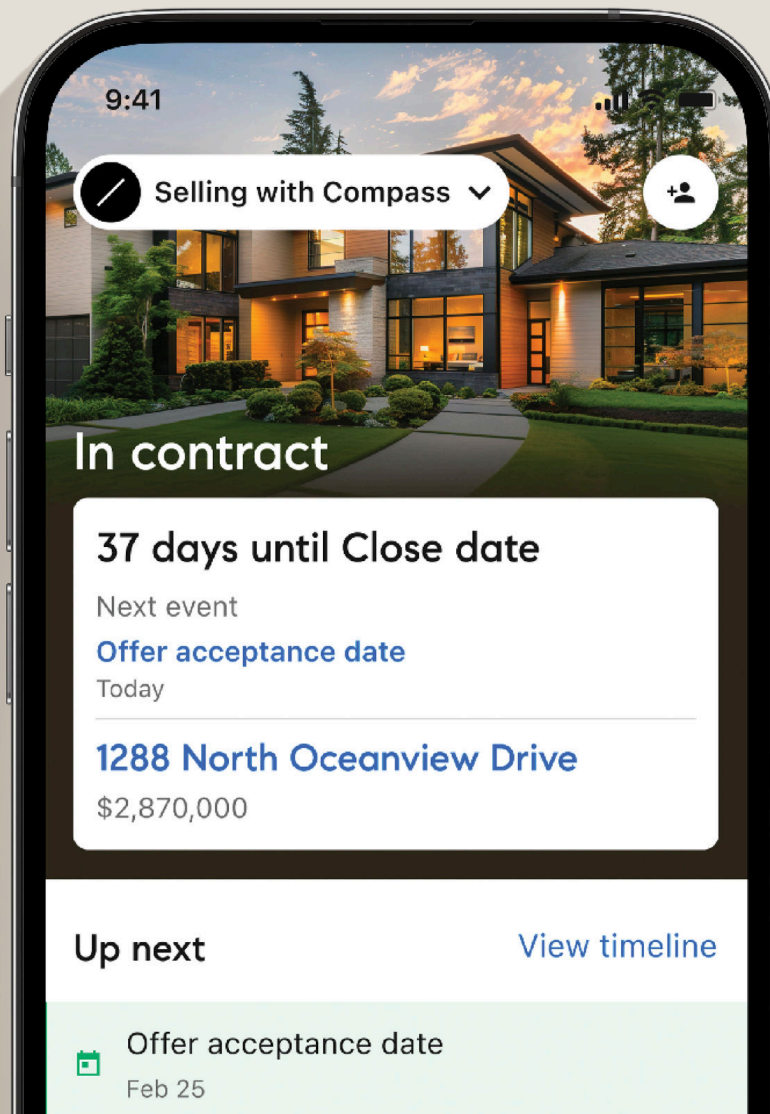 9:41
Selling with Compass
In contract
37 days until Close date
Next event
Offer acceptance date
Today
1288 North Oceanview Drive
$2,870,000
Up next
View timeline
Offer acceptance date
Feb 25